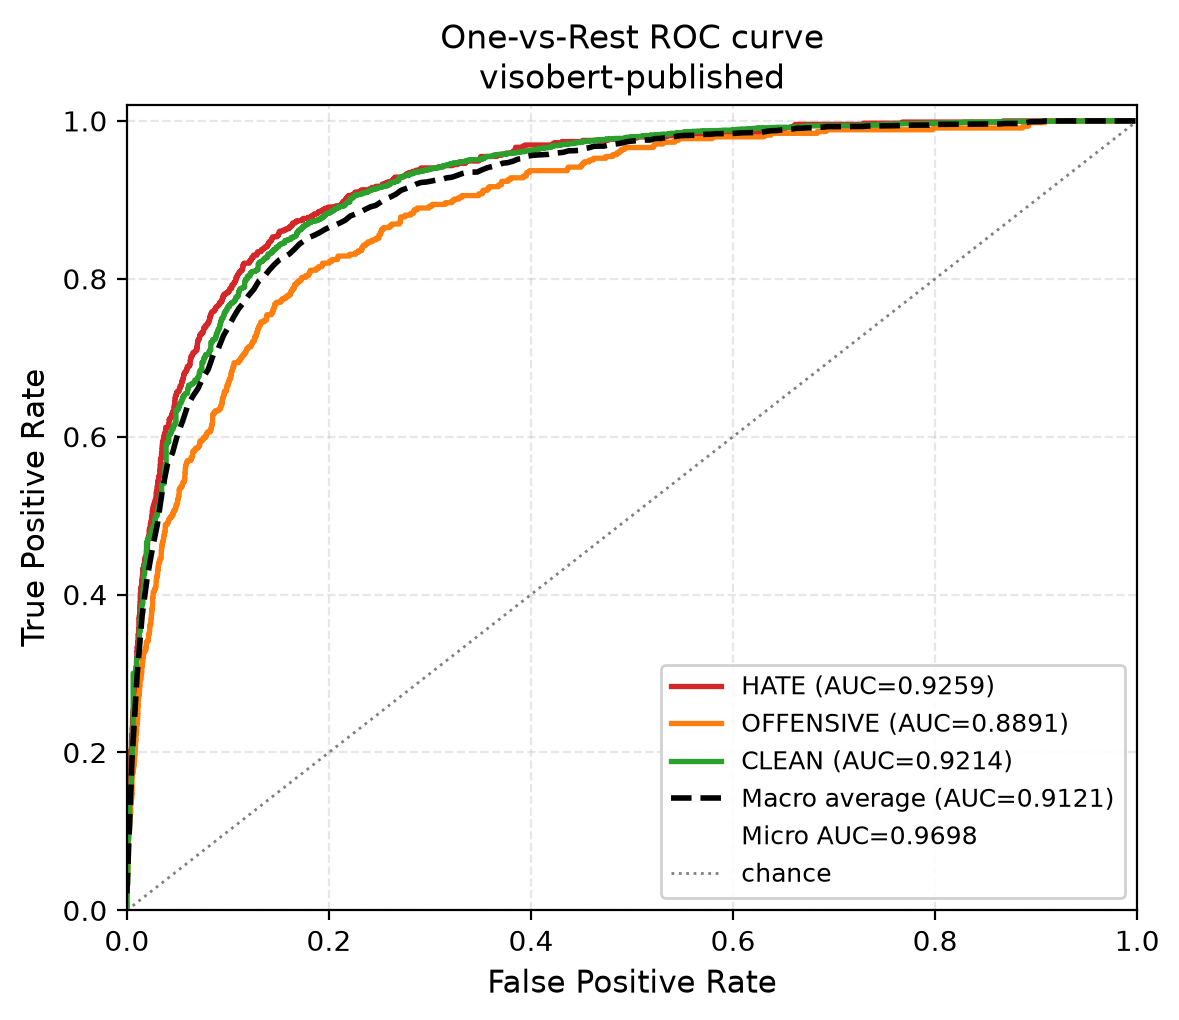 One-vs-Rest ROC curve
visobert-published
True Positive Rate
1.0
0.8
0.6
0.4
0.2
0.0
0.0 0.2 0.4 0.6 0.8 1.0
False Positive Rate
HATE (AUC=0.9259)
OFFENSIVE (AUC=0.8891)
CLEAN (AUC=0.9214)
Macro average (AUC=0.9121)
Micro AUC=0.9698
chance